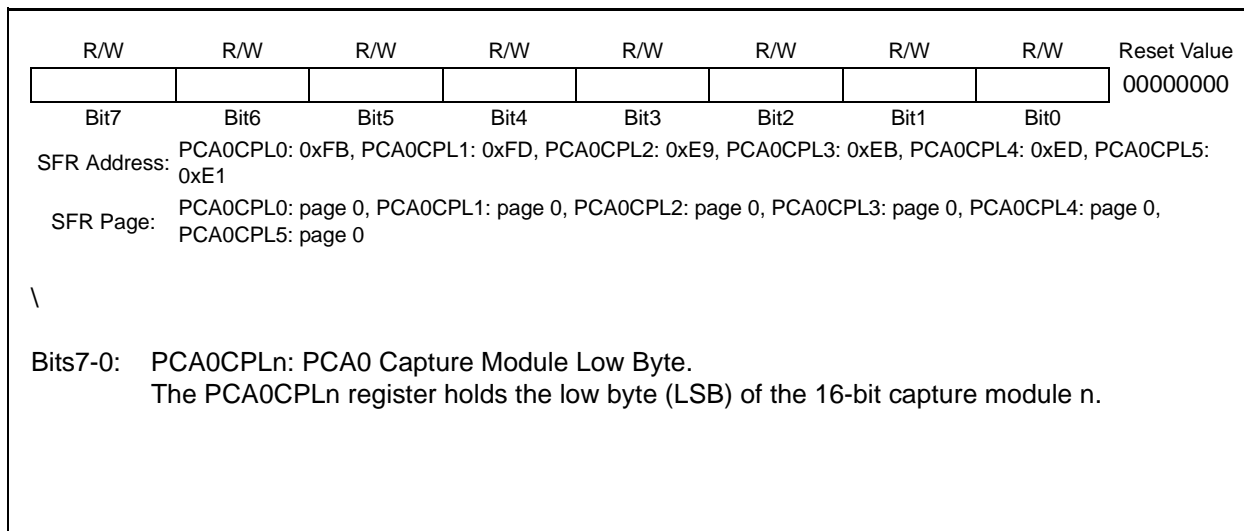 R/W R/W R/W R/W R/W R/W R/W R/W Reset Value
00000000
Bit7 Bit6 Bit5 Bit4 Bit3 Bit2 Bit1 Bit0
SFR Address: PCA0CPL0: 0xFB, PCA0CPL1: 0xFD, PCA0CPL2: 0xE9, PCA0CPL3: 0xEB, PCA0CPL4: 0xED, PCA0CPL5:
0xE1
SFR Page: PCA0CPL0: page 0, PCA0CPL1: page 0, PCA0CPL2: page 0, PCA0CPL3: page 0, PCA0CPL4: page 0,
PCA0CPL5: page 0
\
Bits7-0: PCA0CPLn: PCA0 Capture Module Low Byte.
The PCA0CPLn register holds the low byte (LSB) of the 16-bit capture module n.